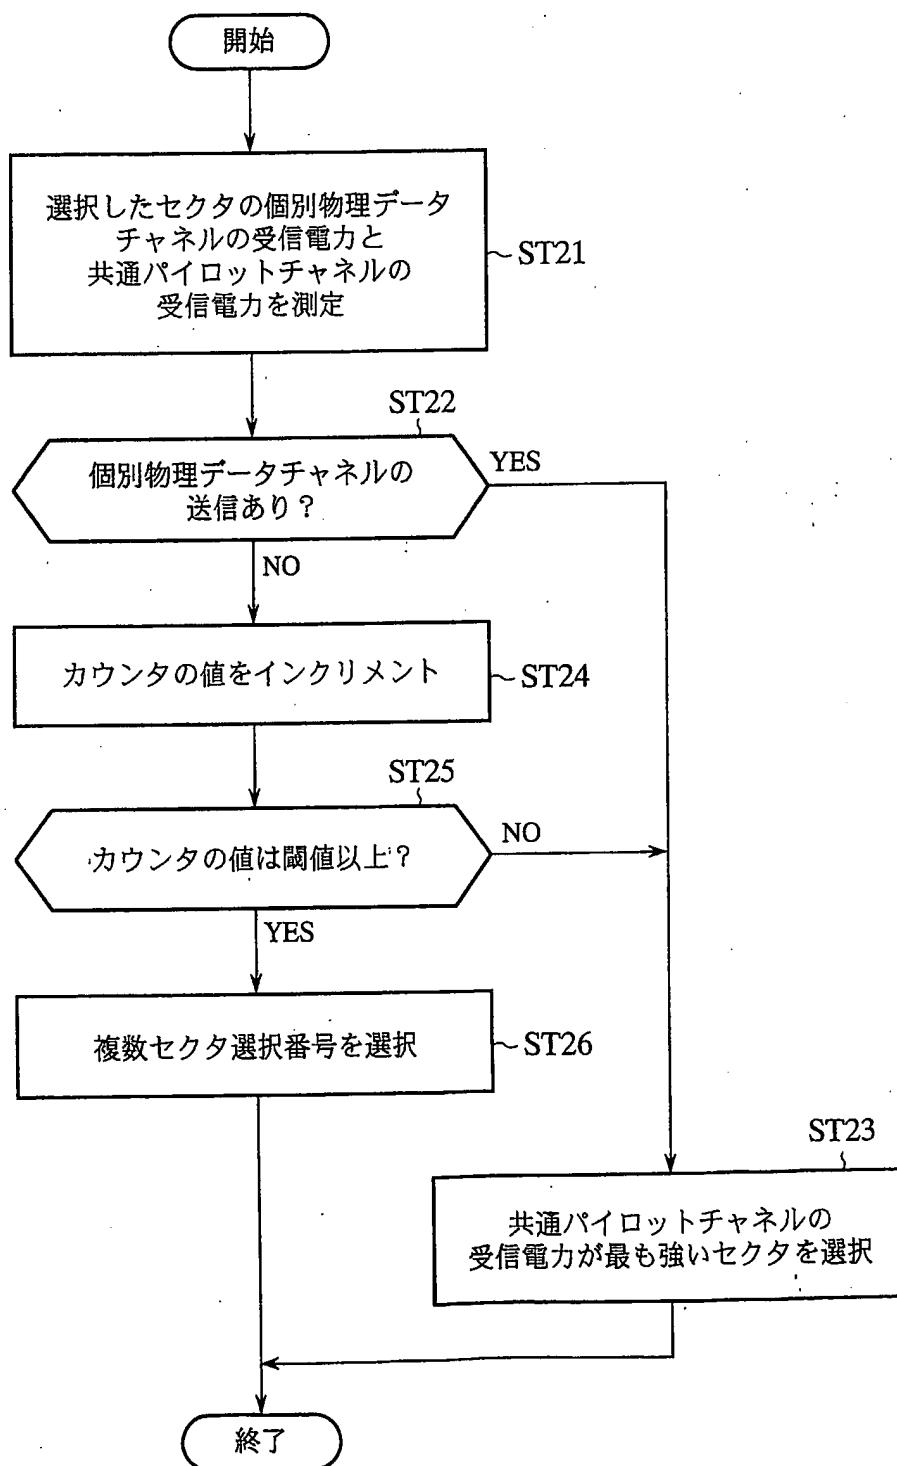 開始
選択したセクタの個別物理データ
チャネルの受信電力と
共通パイロットチャネルの
受信電力を測定
ST21
ST22
個別物理データチャネルの
送信あり?
YES
NO
カウンタの値をインクリメント
ST24
ST25
カウンタの値は閾値以上?
NO
YES
複数セクタ選択番号を選択
ST26
ST23
共通パイロットチャネルの
受信電力が最も強いセクタを選択
終了